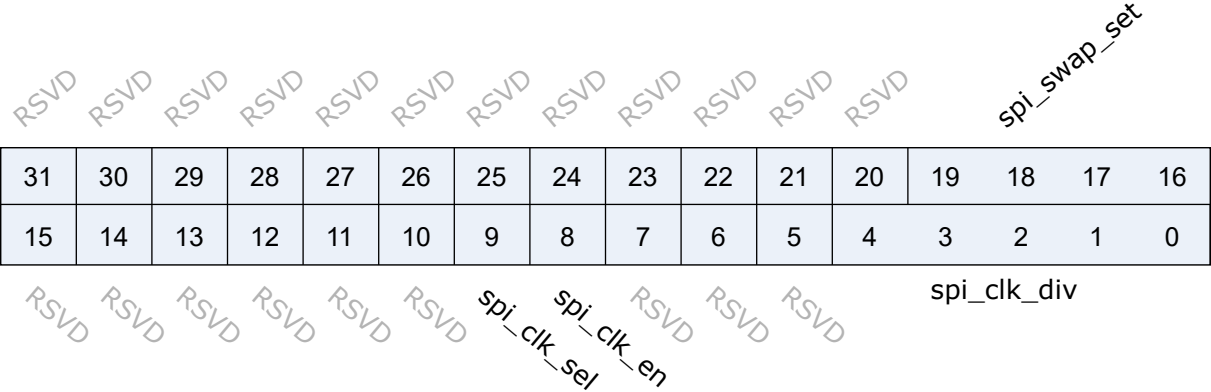 RSVD RSVD RSVD RSVD RSVD RSVD RSVD RSVD RSVD RSVD RSVD RSVD spi_swap_set
31 30 29 28 27 26 25 24 23 22 21 20 19 18 17 16
15 14 13 12 11 10 9 8 7 6 5 4 3 2 1 0
RSVD RSVD RSVD RSVD RSVD RSVD spi_clk_sel spi_clk_en RSVD RSVD RSVD spi_clk_div